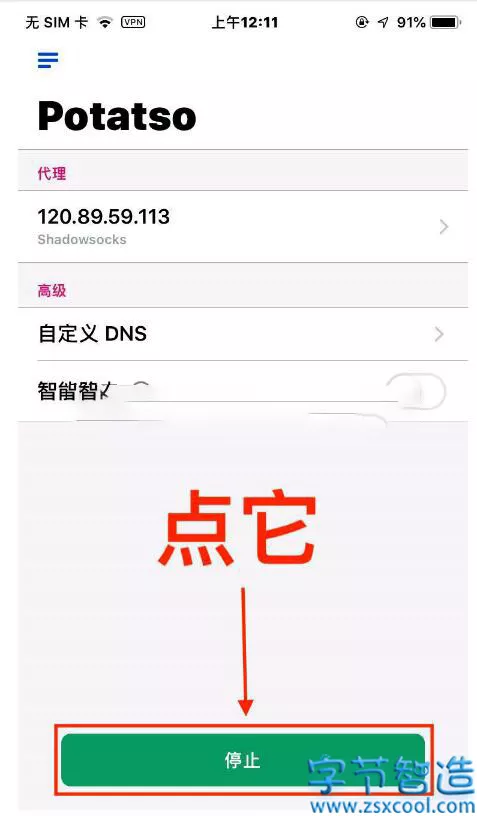 无 SIM 卡 VPN 上午12:11 91%
Potatso
代理
120.89.59.113
Shadowsocks
高级
自定义 DNS
智能
点它
停止
字节智造
www.zsxcool.com